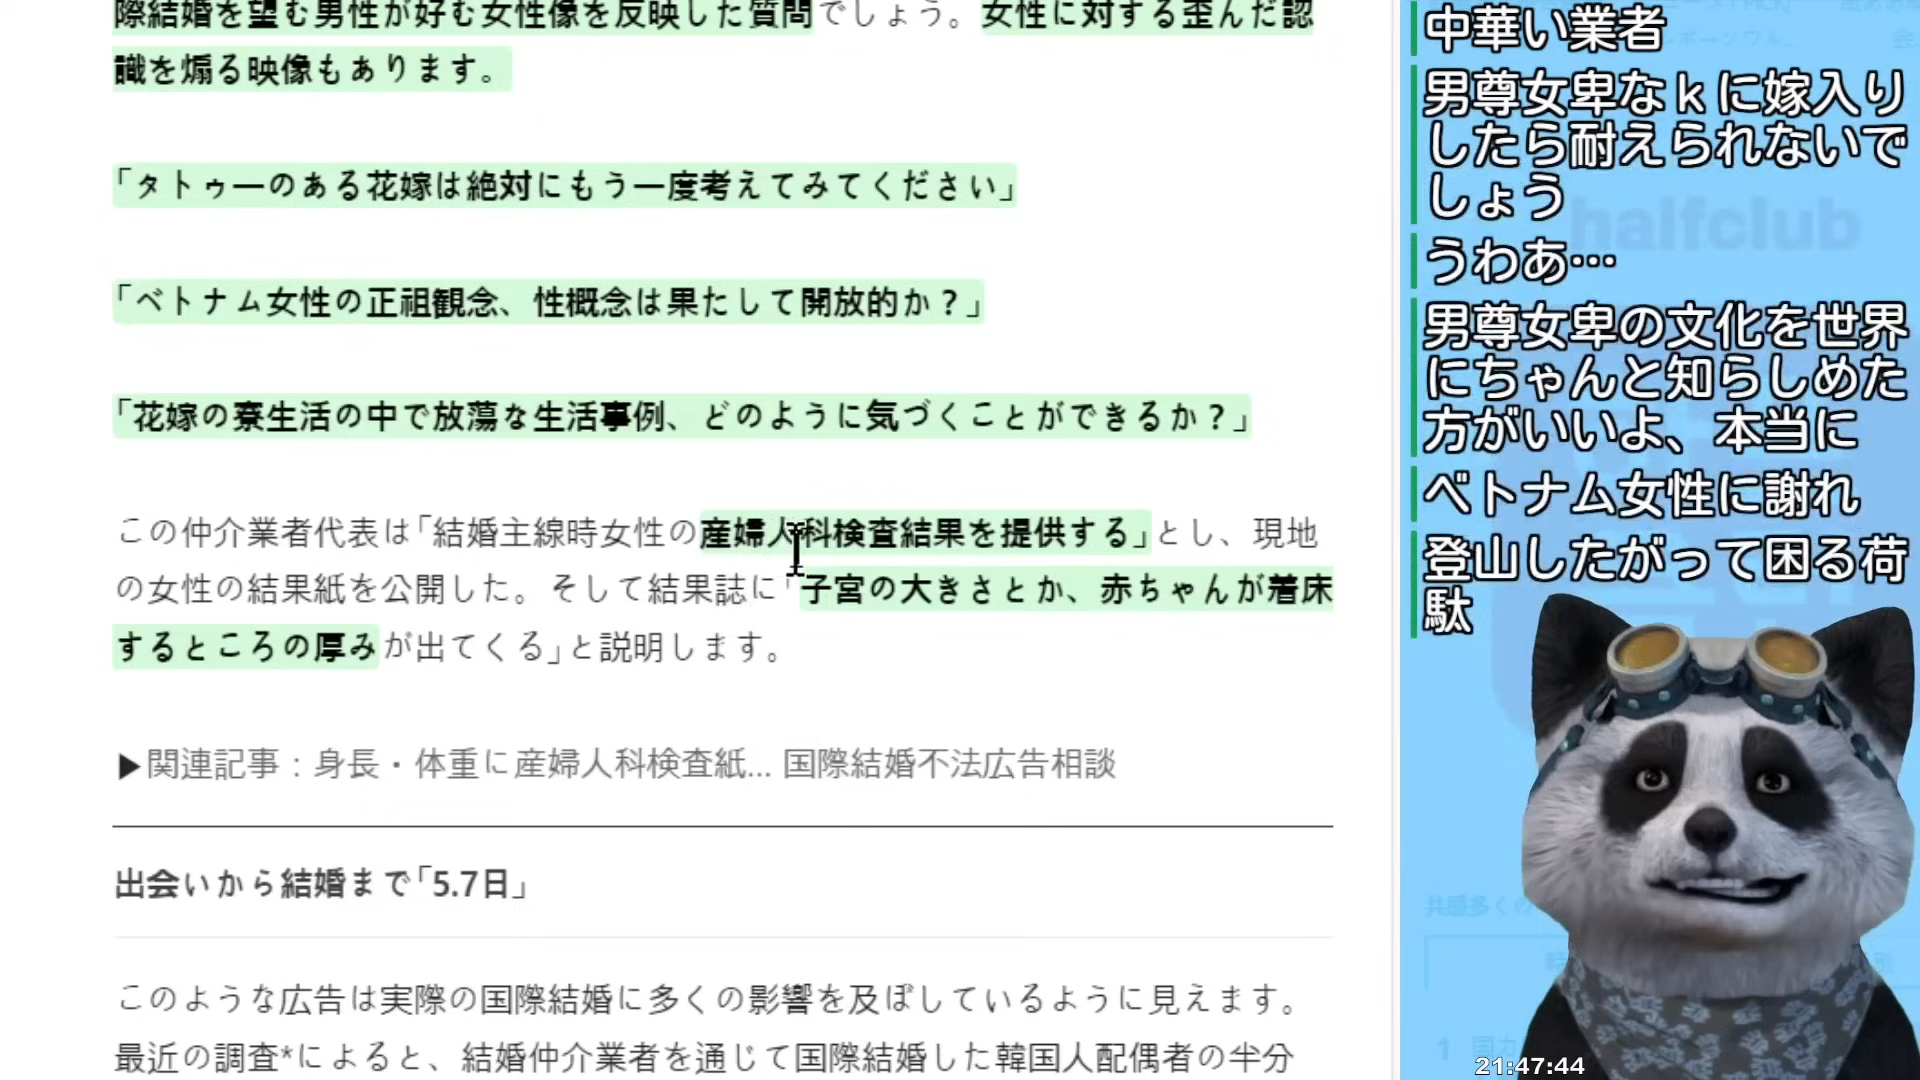 際結婚を望む男性が好む女性像を反映した質問でしょう。女性に対する歪んだ認
識を煽る映像もあります。
「タトゥーのある花嫁は絶対にもう一度考えてみてください」
「ベトナム女性の正祖観念、性概念は果たして開放的か？」
「花嫁の寮生活の中で放蕩な生活事例、どのように気づくことができるか？」
この仲介業者代表は「結婚主線時女性の産婦人科検査結果を提供する」とし、現地
の女性の結果紙を公開した。そして結果誌に「子宮の大きさとか、赤ちゃんが着床
するところの厚みが出てくる」と説明します。
▶関連記事：身長・体重に産婦人科検査紙... 国際結婚不法広告相談
出会いから結婚まで「5.7日」
このような広告は実際の国際結婚に多くの影響を及ぼしているように見えます。
最近の調査*によると、結婚仲介業者を通じて国際結婚した韓国人配偶者の半分
中華い業者
男尊女卑なｋに嫁入り
したら耐えられないで
しょう
うわあ…
男尊女卑の文化を世界
にちゃんと知らしめた
方がいいよ、本当に
ベトナム女性に謝れ
登山したがって困る荷
駄
halfclub
共感多くの
1
21:47:44